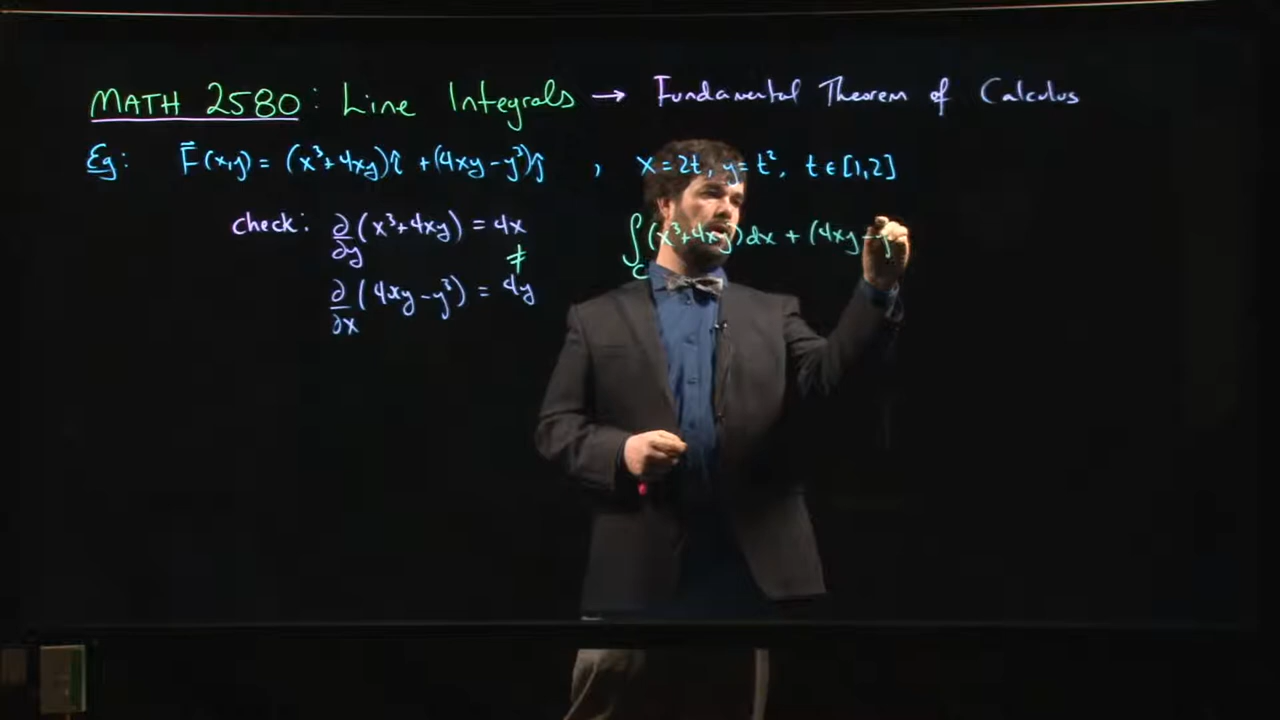 MATH 2580: Line Integrals → Fundamental Theorem of Calculus
Eg: F⃗(x,y) = (x³+4xy)î + (4xy-y³)ĵ , x=2t, y=t², t∈[1,2]
check: ∂/∂y (x³+4xy) = 4x
≠
∂/∂x (4xy-y³) = 4y
∫_C (x³+4xy)dx + (4xy-y